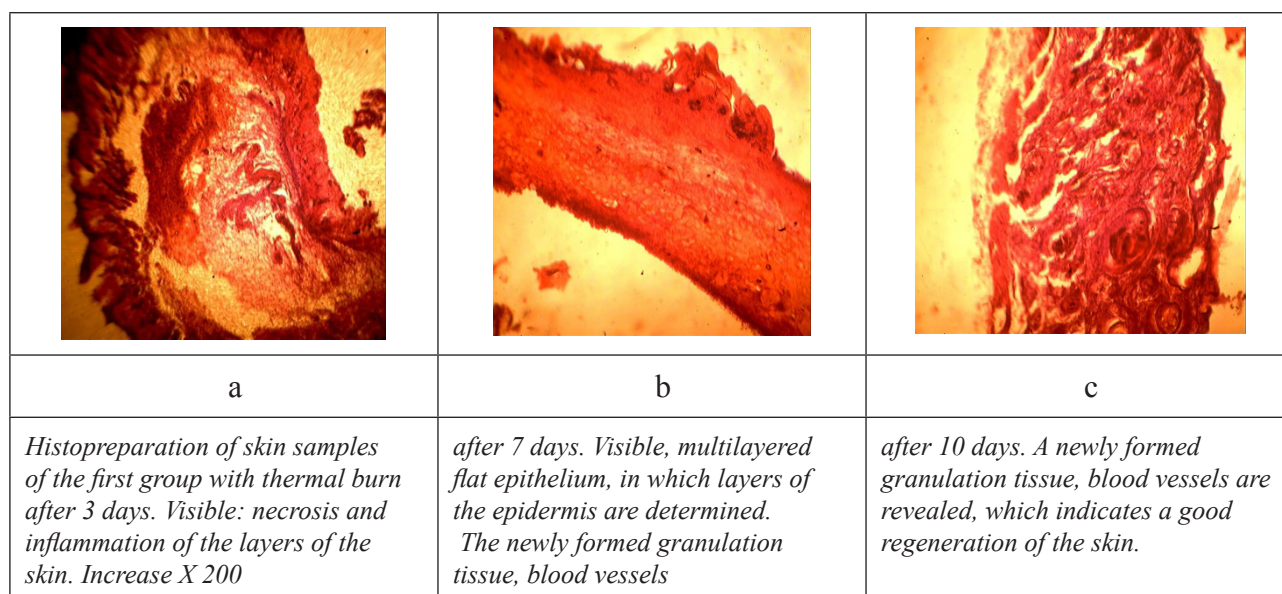 a
b
c
Histopreparation of skin samples
of the first group with thermal burn
after 3 days. Visible: necrosis and
inflammation of the layers of the
skin. Increase X 200
after 7 days. Visible, multilayered
flat epithelium, in which layers of
the epidermis are determined.
The newly formed granulation
tissue, blood vessels
after 10 days. A newly formed
granulation tissue, blood vessels are
revealed, which indicates a good
regeneration of the skin.